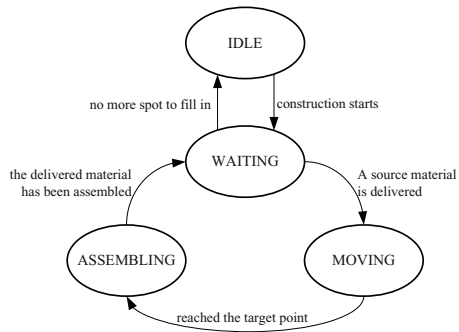 IDLE
no more spot to fill in
construction starts
WAITING
the delivered material
has been assembled
A source material
is delivered
ASSEMBLING
MOVING
reached the target point